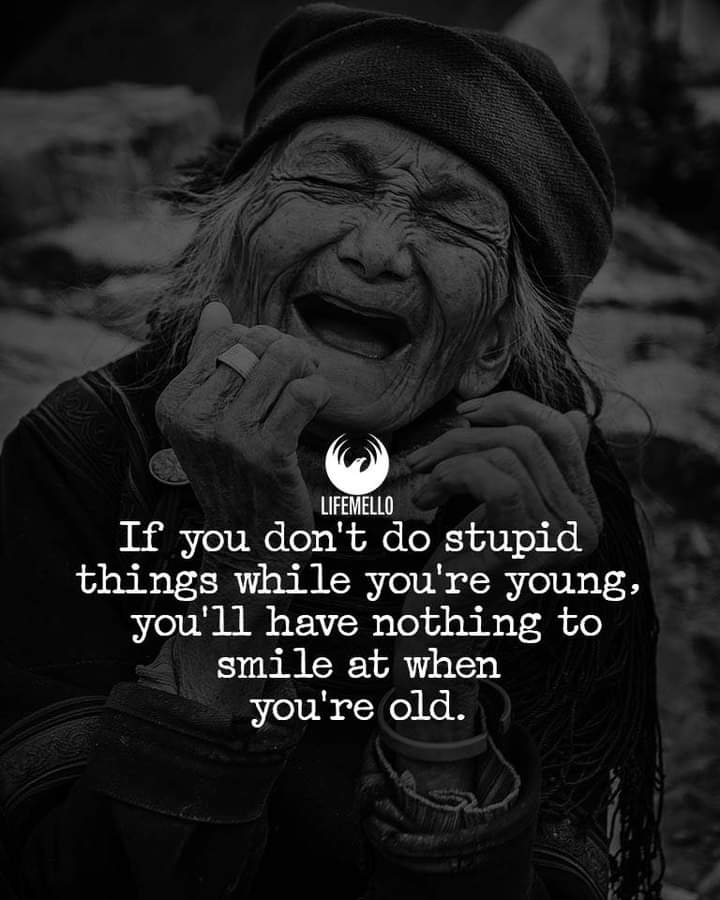 LIFEMELLO
If you don't do stupid
things while you're young,
you'll have nothing to
smile at when
you're old.